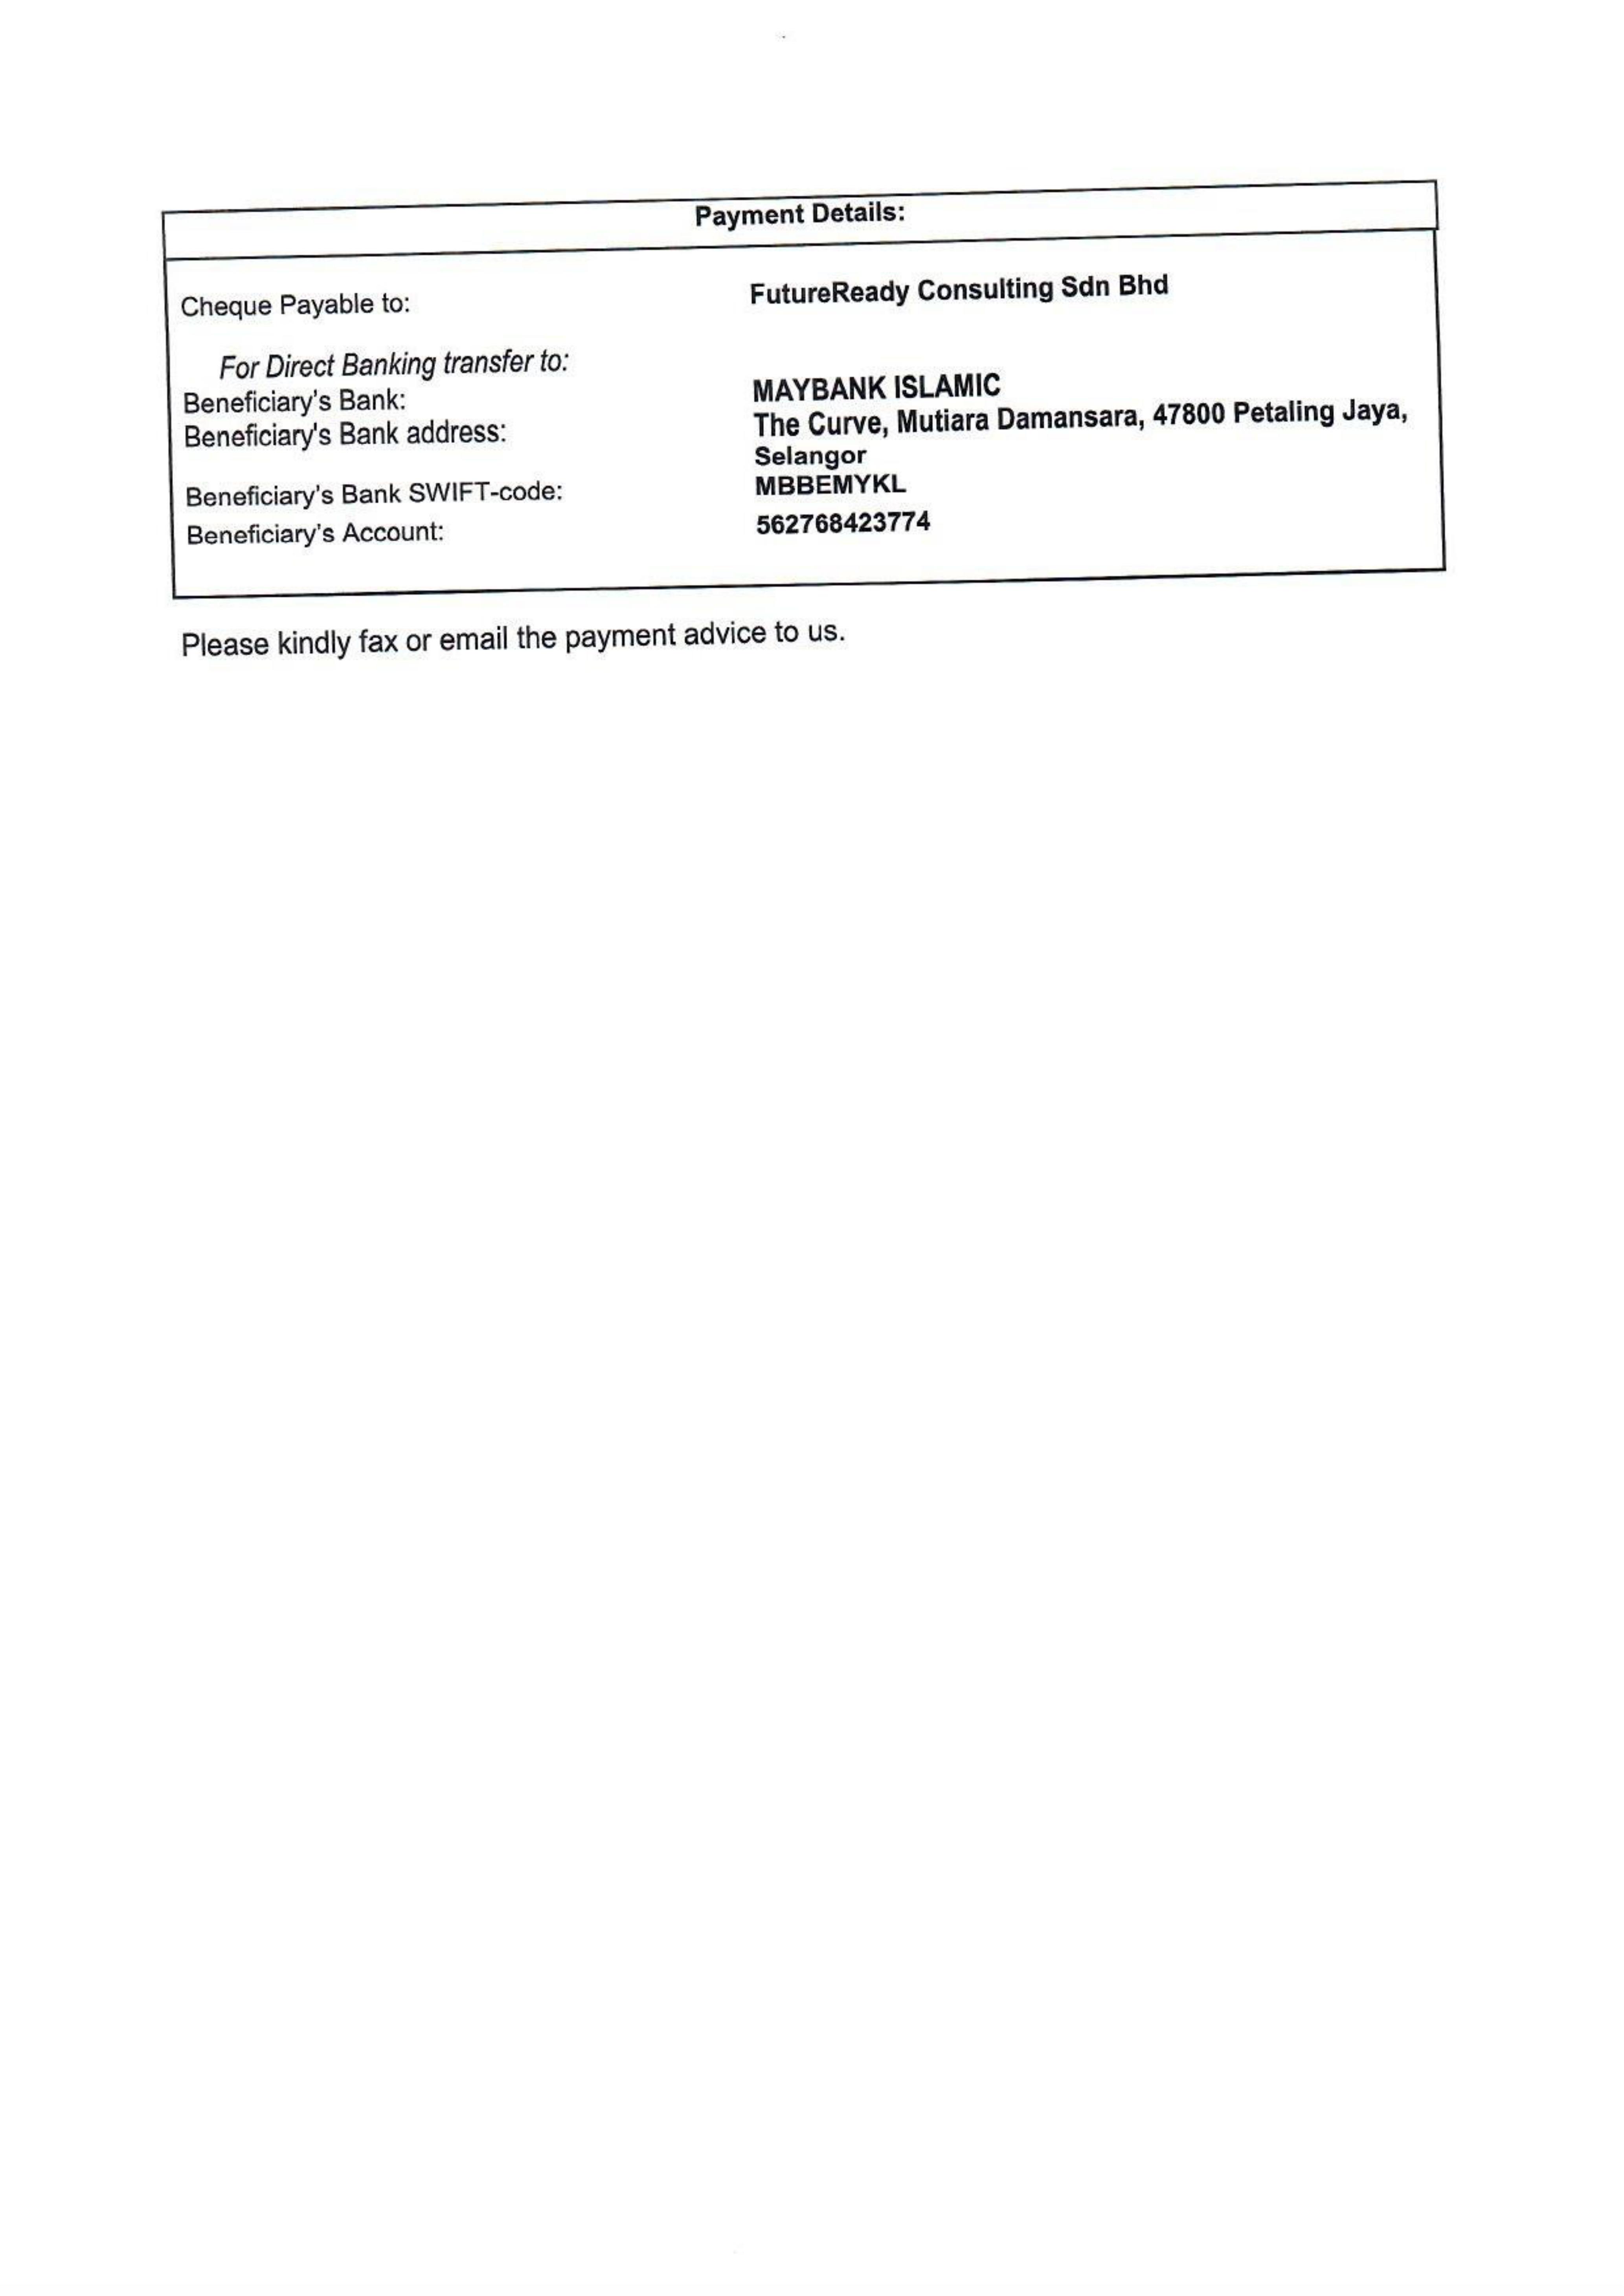 Payment Details:
Cheque Payable to: FutureReady Consulting Sdn Bhd
For Direct Banking transfer to:
Beneficiary's Bank: MAYBANK ISLAMIC
Beneficiary's Bank address: The Curve, Mutiara Damansara, 47800 Petaling Jaya,
Selangor
Beneficiary's Bank SWIFT-code: MBBEMYKL
Beneficiary's Account: 562768423774
Please kindly fax or email the payment advice to us.